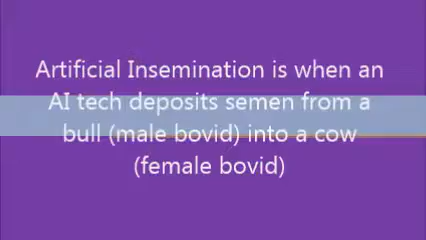 Artificial Insemination is when an
AI tech deposits semen from a
bull (male bovid) into a cow
(female bovid)